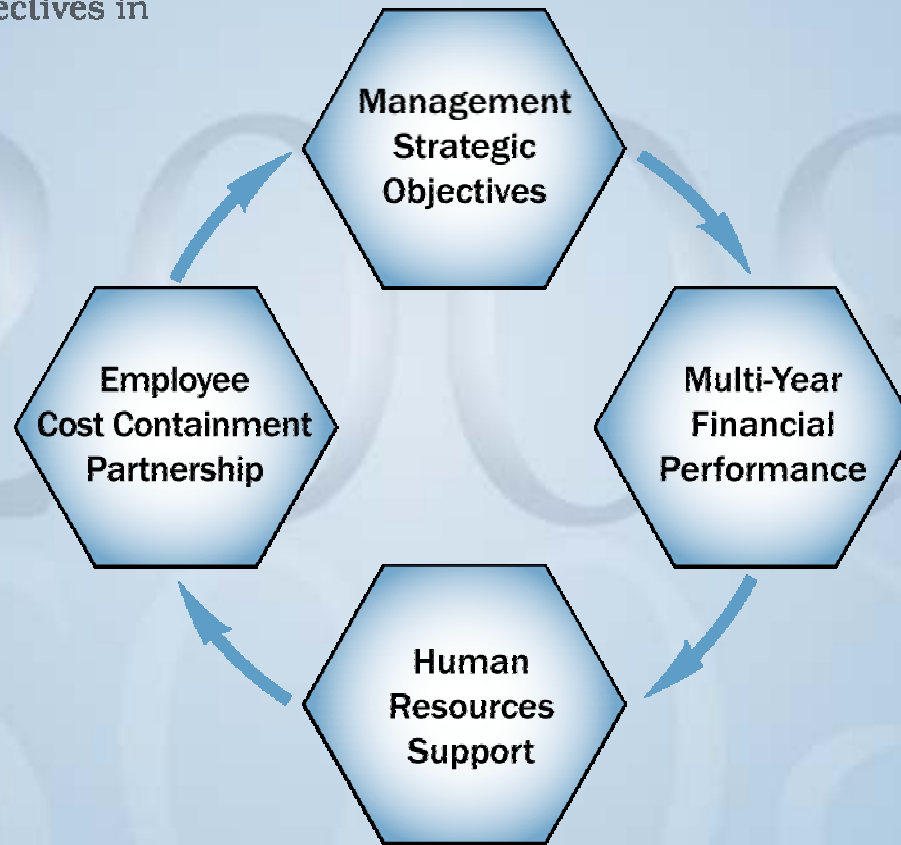 ectives in
Management
Strategic
Objectives
Employee
Cost Containment
Partnership
Multi-Year
Financial
Performance
Human
Resources
Support